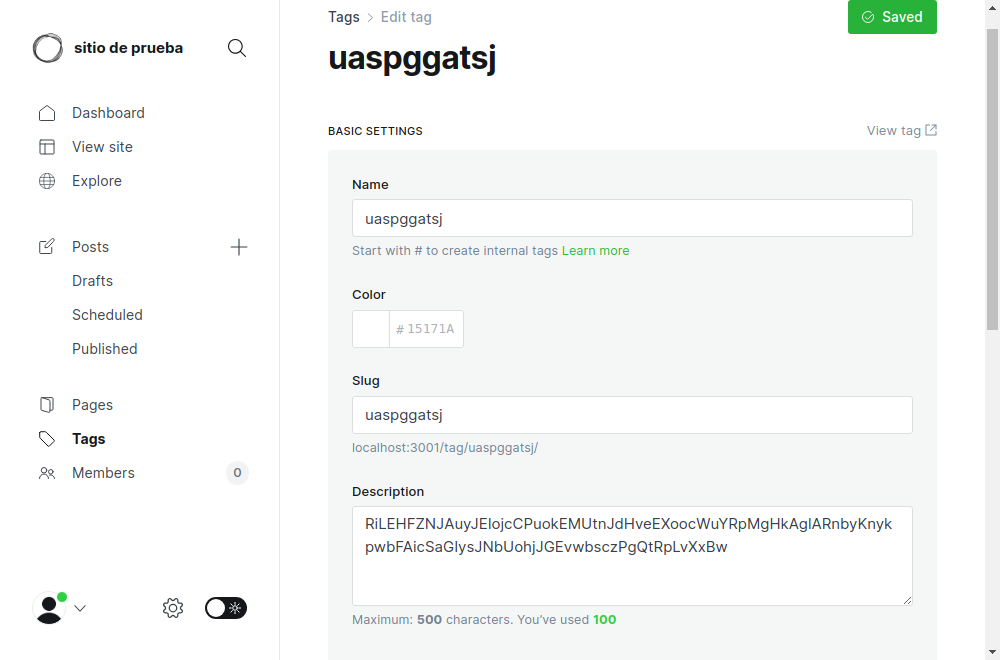 sitio de prueba
Dashboard
View site
Explore
Posts
Drafts
Scheduled
Published
Pages
Tags
Members 0
Tags > Edit tag
Saved
uaspggatsj
BASIC SETTINGS
View tag
Name
uaspggatsj
Start with # to create internal tags Learn more
Color
# 15171A
Slug
uaspggatsj
localhost:3001/tag/uaspggatsj/
Description
RiLEHFZNJAuyJEIojcCPuokEMUtnJdHveEXoocWuYRpMgHkAglARnbyKnyk
pwbFAicSaGIysJNbUohjJGEvwbsczPgQtRpLvXxBw
Maximum: 500 characters. You've used 100